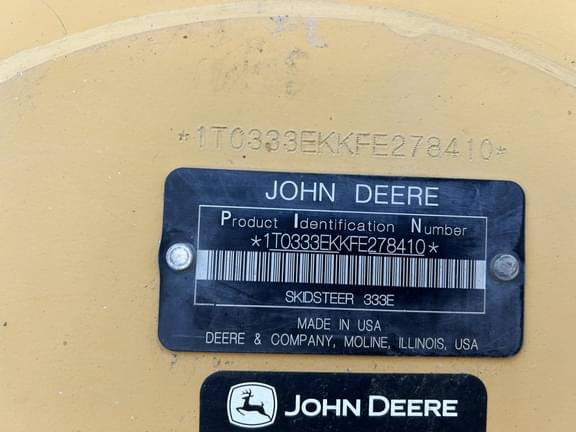 *1T0333EKKFE278410*
JOHN DEERE
Product Identification Number
*1T0333EKKFE278410*
SKIDSTEER 333E
MADE IN USA
DEERE & COMPANY, MOLINE, ILLINOIS, USA
JOHN DEERE